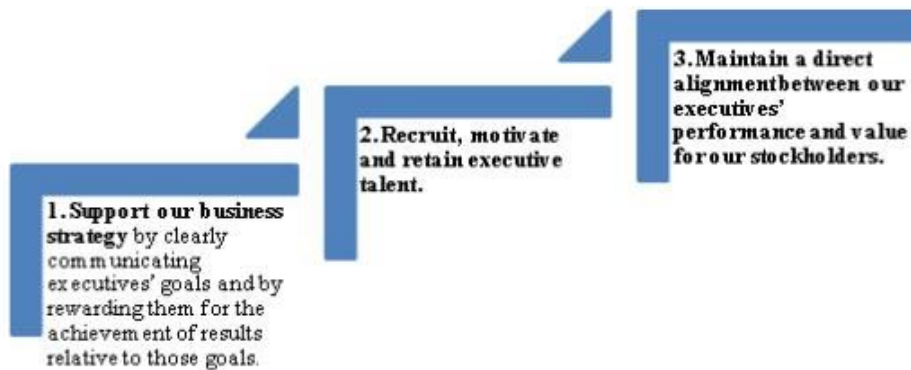 1.Support our business
strategy by clearly
communicating
executives' goals and by
rewarding them for the
achievement of results
relative to those goals.
2.Recruit, motivate
and retain executive
talent.
3.Maintain a direct
alignment between our
executives'
performance and value
for our stockholders.